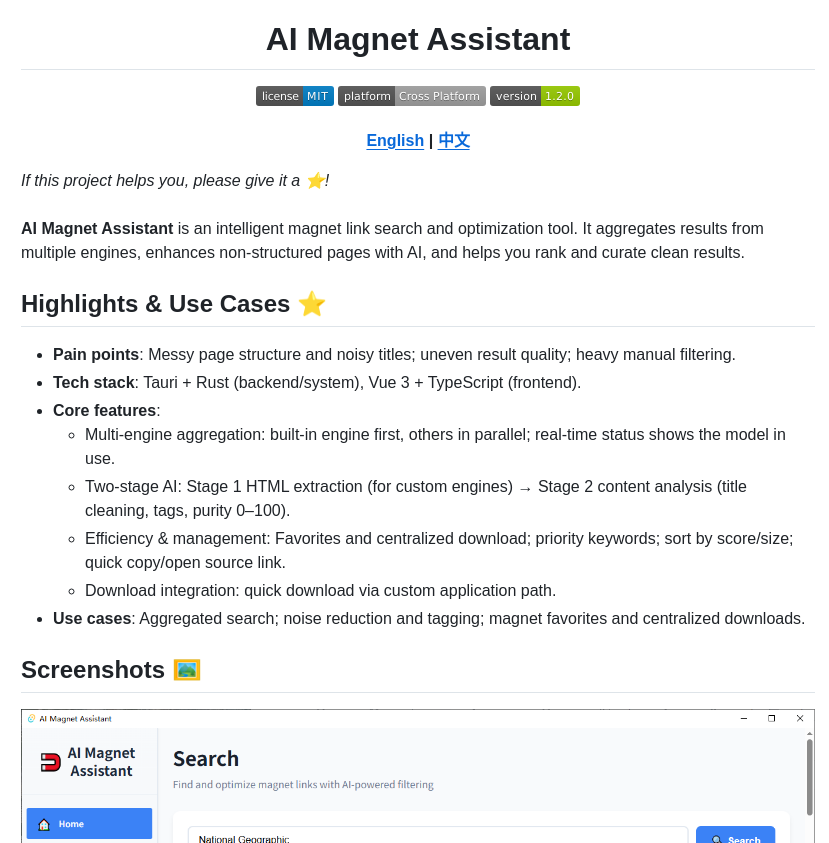 AI Magnet Assistant
license MIT platform Cross Platform version 1.2.0
English | 中文
If this project helps you, please give it a ⭐!
AI Magnet Assistant is an intelligent magnet link search and optimization tool. It aggregates results from
multiple engines, enhances non-structured pages with AI, and helps you rank and curate clean results.
Highlights & Use Cases ⭐
• Pain points: Messy page structure and noisy titles; uneven result quality; heavy manual filtering.
• Tech stack: Tauri + Rust (backend/system), Vue 3 + TypeScript (frontend).
• Core features:
◦ Multi-engine aggregation: built-in engine first, others in parallel; real-time status shows the model in
use.
◦ Two-stage AI: Stage 1 HTML extraction (for custom engines) → Stage 2 content analysis (title
cleaning, tags, purity 0–100).
◦ Efficiency & management: Favorites and centralized download; priority keywords; sort by score/size;
quick copy/open source link.
◦ Download integration: quick download via custom application path.
• Use cases: Aggregated search; noise reduction and tagging; magnet favorites and centralized downloads.
Screenshots 🖼️
AI Magnet Assistant
AI Magnet
Assistant
Search
Find and optimize magnet links with AI-powered filtering
Home
National Geographic
Search